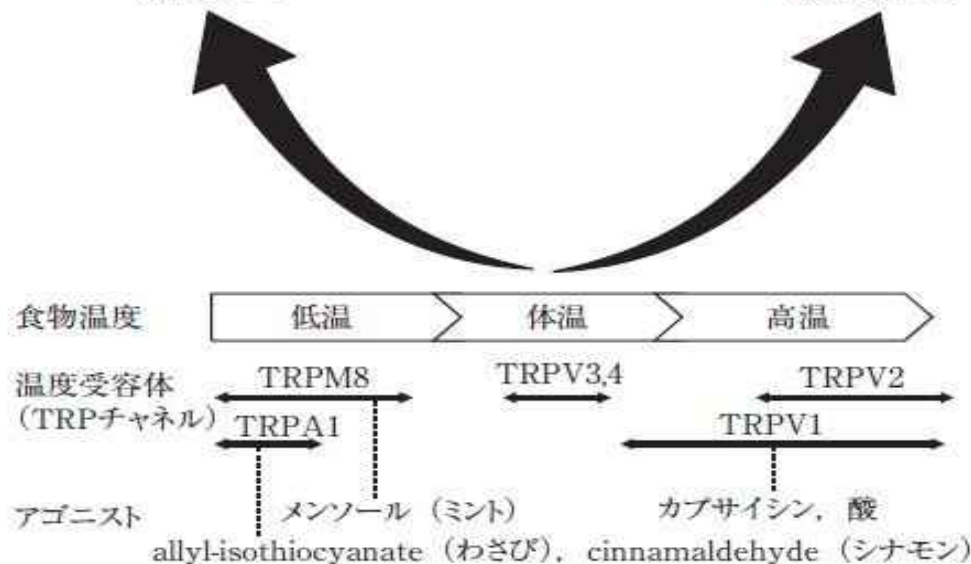 食物温度
低温
体温
高温
温度受容体
（TRPチャネル）
TRPM8
TRPV3,4
TRPV2
TRPA1
TRPV1
アゴニスト
メンソール（ミント）
カプサイシン，酸
allyl-isothiocyanate（わさび），cinnamaldehyde（シナモン）